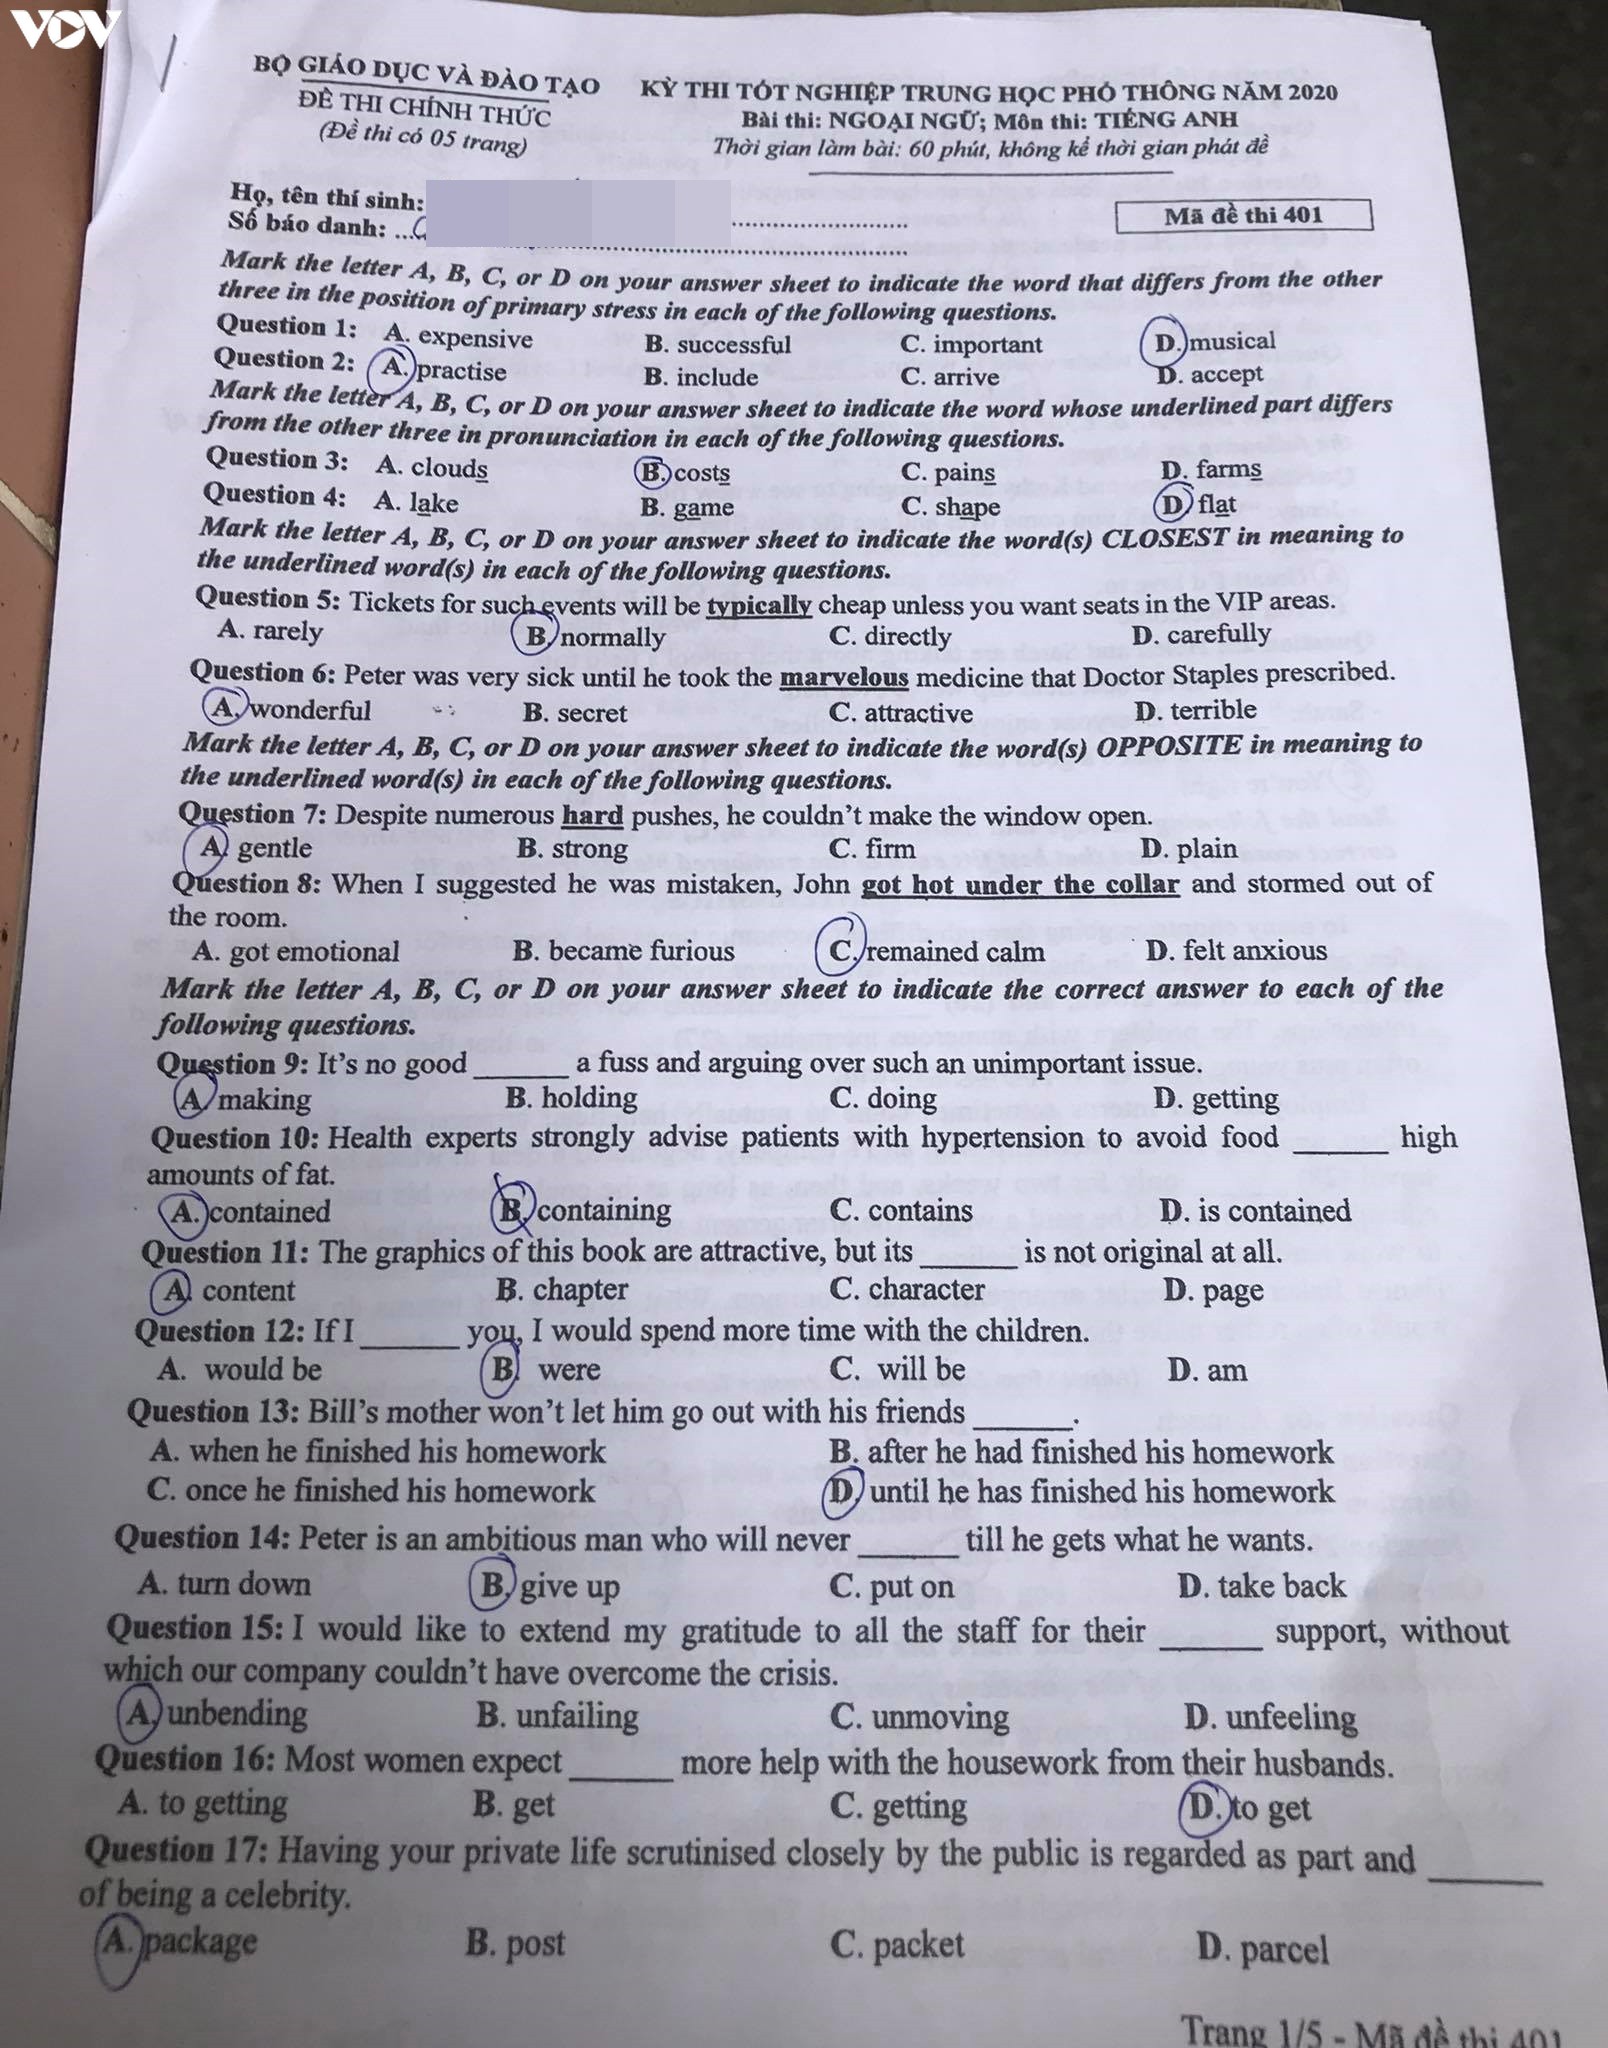 VOV
BỘ GIÁO DỤC VÀ ĐÀO TẠO
ĐỀ THI CHÍNH THỨC
(Đề thi có 05 trang)
KỲ THI TỐT NGHIỆP TRUNG HỌC PHỔ THÔNG NĂM 2020
Bài thi: NGOẠI NGỮ; Môn thi: TIẾNG ANH
Thời gian làm bài: 60 phút, không kể thời gian phát đề
Họ, tên thí sinh:
Số báo danh:
Mã đề thi 401
Mark the letter A, B, C, or D on your answer sheet to indicate the word that differs from the other
three in the position of primary stress in each of the following questions.
Question 1: A. expensive B. successful C. important D. musical
Question 2: A. practise B. include C. arrive D. accept
Mark the letter A, B, C, or D on your answer sheet to indicate the word whose underlined part differs
from the other three in pronunciation in each of the following questions.
Question 3: A. clouds B. costs C. pains D. farms
Question 4: A. lake B. game C. shape D. flat
Mark the letter A, B, C, or D on your answer sheet to indicate the word(s) CLOSEST in meaning to
the underlined word(s) in each of the following questions.
Question 5: Tickets for such events will be typically cheap unless you want seats in the VIP areas.
A. rarely B. normally C. directly D. carefully
Question 6: Peter was very sick until he took the marvelous medicine that Doctor Staples prescribed.
A. wonderful B. secret C. attractive D. terrible
Mark the letter A, B, C, or D on your answer sheet to indicate the word(s) OPPOSITE in meaning to
the underlined word(s) in each of the following questions.
Question 7: Despite numerous hard pushes, he couldn't make the window open.
A. gentle B. strong C. firm D. plain
Question 8: When I suggested he was mistaken, John got hot under the collar and stormed out of
the room.
A. got emotional B. became furious C. remained calm D. felt anxious
Mark the letter A, B, C, or D on your answer sheet to indicate the correct answer to each of the
following questions.
Question 9: It's no good ______ a fuss and arguing over such an unimportant issue.
A. making B. holding C. doing D. getting
Question 10: Health experts strongly advise patients with hypertension to avoid food ______ high
amounts of fat.
A. contained B. containing C. contains D. is contained
Question 11: The graphics of this book are attractive, but its ______ is not original at all.
A. content B. chapter C. character D. page
Question 12: If I ______ you, I would spend more time with the children.
A. would be B. were C. will be D. am
Question 13: Bill's mother won't let him go out with his friends ______.
A. when he finished his homework B. after he had finished his homework
C. once he finished his homework D. until he has finished his homework
Question 14: Peter is an ambitious man who will never ______ till he gets what he wants.
A. turn down B. give up C. put on D. take back
Question 15: I would like to extend my gratitude to all the staff for their ______ support, without
which our company couldn't have overcome the crisis.
A. unbending B. unfailing C. unmoving D. unfeeling
Question 16: Most women expect ______ more help with the housework from their husbands.
A. to getting B. get C. getting D. to get
Question 17: Having your private life scrutinised closely by the public is regarded as part and ______
of being a celebrity.
A. package B. post C. packet D. parcel
Trang 1/5 - Mã đề thi 401